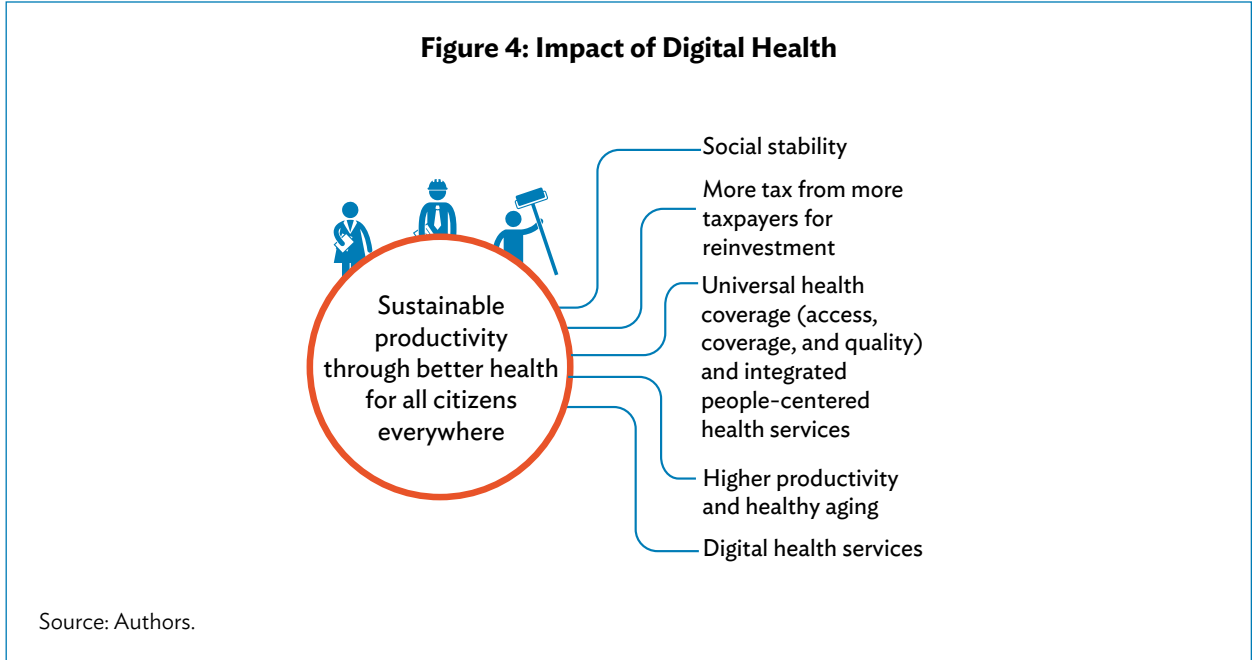 Figure 4: Impact of Digital Health
Sustainable
productivity
through better health
for all citizens
everywhere
Social stability
More tax from more
taxpayers for
reinvestment
Universal health
coverage (access,
coverage, and quality)
and integrated
people-centered
health services
Higher productivity
and healthy aging
Digital health services
Source: Authors.